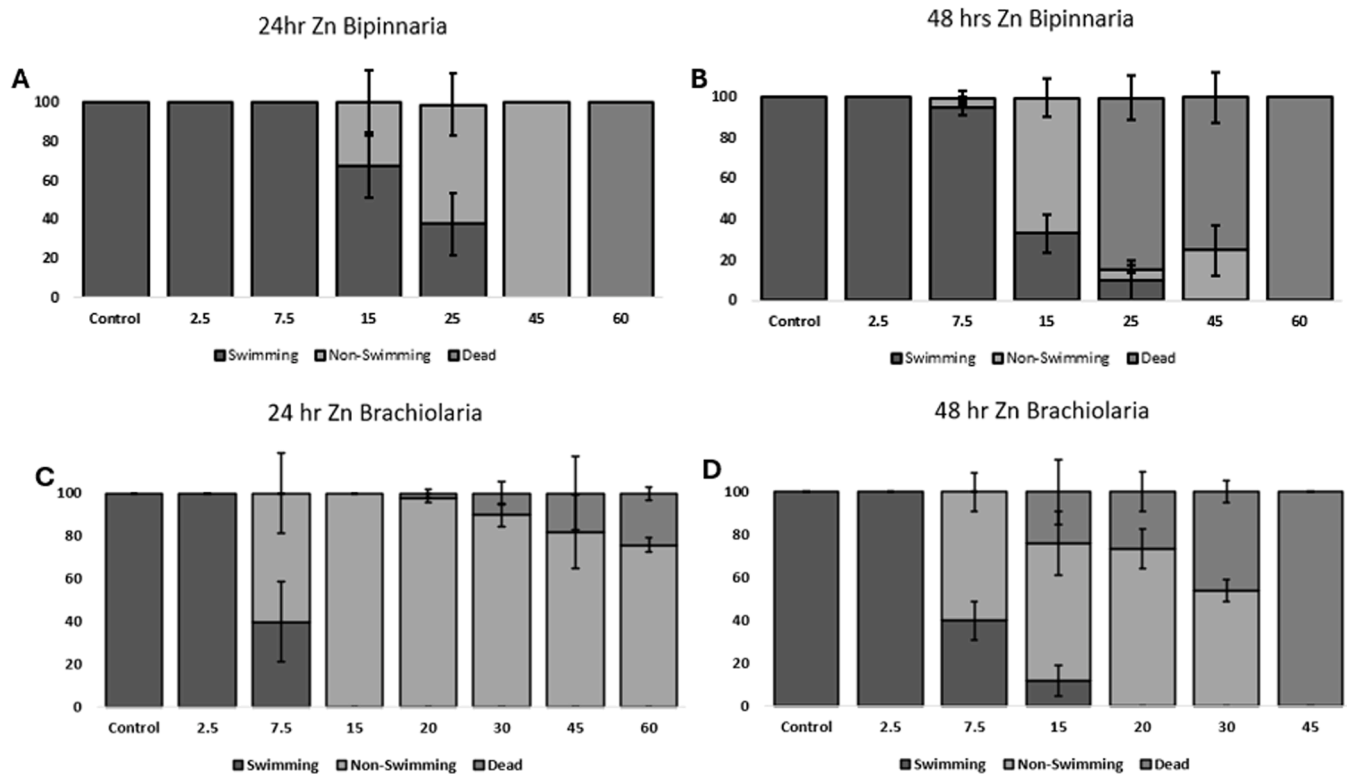 24hr Zn Bipinnaria
A
100
80
60
40
20
0
Control 2.5 7.5 15 25 45 60
Swimming Non-Swimming Dead
48 hrs Zn Bipinnaria
B
100
80
60
40
20
0
Control 2.5 7.5 15 25 45 60
Swimming Non-Swimming Dead
24 hr Zn Brachiolaria
C
100
80
60
40
20
0
Control 2.5 7.5 15 20 30 45 60
Swimming Non-Swimming Dead
48 hr Zn Brachiolaria
D
100
80
60
40
20
0
Control 2.5 7.5 15 20 30 45
Swimming Non-Swimming Dead